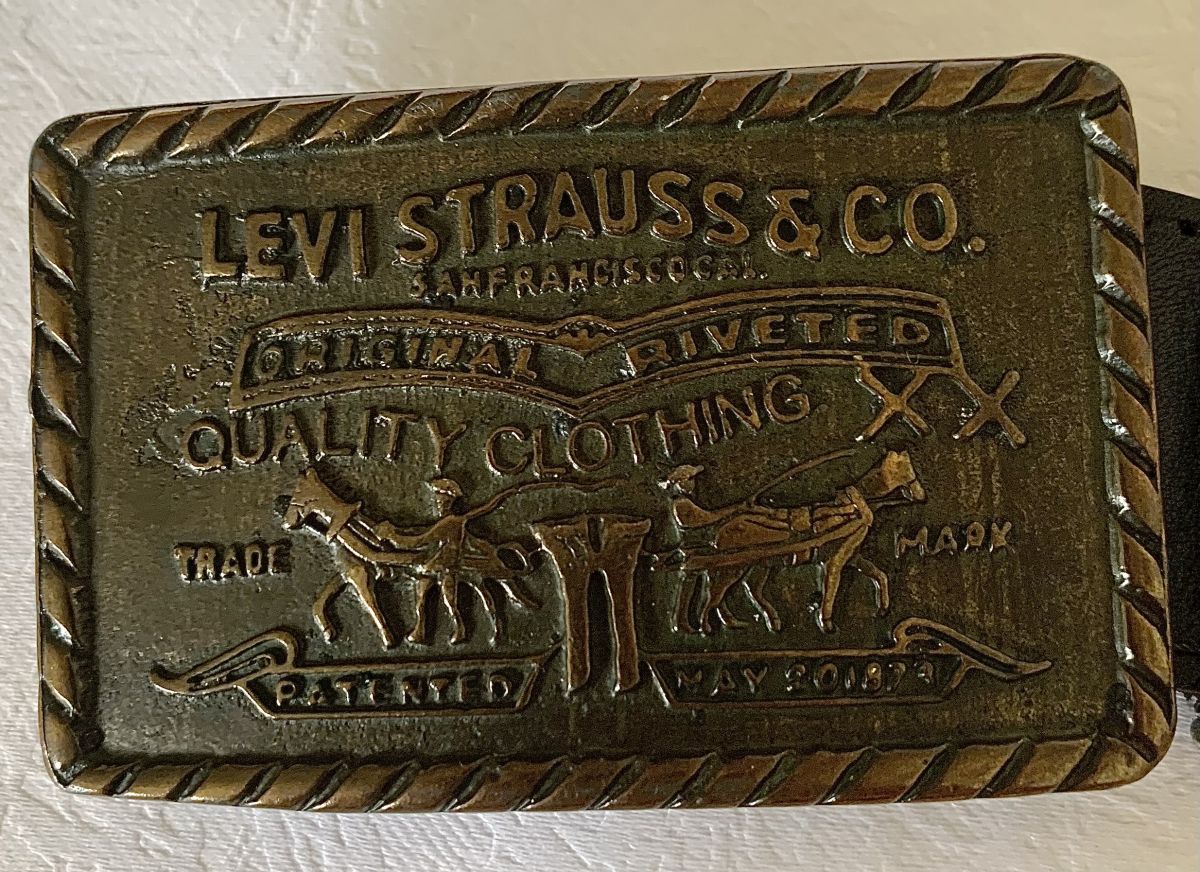 LEVI STRAUSS & CO.
SAN FRANCISCO CAL.
ORIGINAL RIVETED
QUALITY CLOTHING XX
TRADE MARK
PATENTED MAY 20 1873